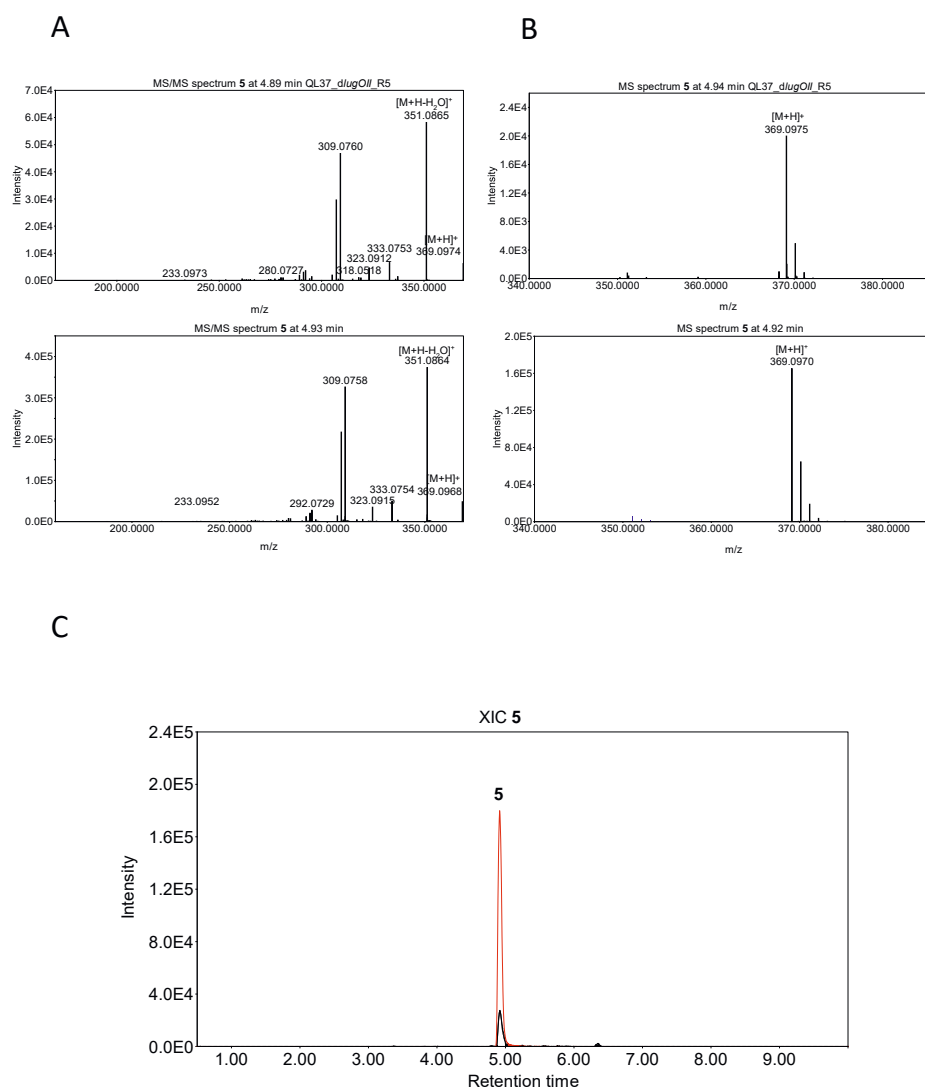 A
B
MS/MS spectrum 5 at 4.89 min QL37_dlugOII_R5
7.0E4
6.0E4
5.0E4
4.0E4
3.0E4
2.0E4
1.0E4
0.0E0
Intensity
[M+H-H₂O]⁺
351.0865
309.0760
[M+H]⁺
333.0753
369.0974
323.0912
318.0518
280.0727
233.0973
200.0000 250.0000 300.0000 350.0000
m/z
MS spectrum 5 at 4.94 min QL37_dlugOII_R5
2.4E4
2.0E4
1.6E4
1.2E4
8.0E3
4.0E3
0.0E0
Intensity
[M+H]+
369.0975
340.0000 350.0000 360.0000 370.0000 380.0000
m/z
MS/MS spectrum 5 at 4.93 min
4.0E5
3.0E5
2.0E5
1.0E5
0.0E0
Intensity
[M+H-H₂O]⁺
351.0864
309.0758
[M+H]⁺
333.0754
369.0968
323.0915
292.0729
233.0952
200.0000 250.0000 300.0000 350.0000
m/z
MS spectrum 5 at 4.92 min
2.0E5
1.6E5
1.2E5
8.0E4
4.0E4
0.0E0
Intensity
[M+H]⁺
369.0970
340.0000 350.0000 360.0000 370.0000 380.0000
m/z
C
XIC 5
2.4E5
2.0E5
1.6E5
1.2E5
8.0E4
4.0E4
0.0E0
Intensity
5
1.00 2.00 3.00 4.00 5.00 6.00 7.00 8.00 9.00
Retention time